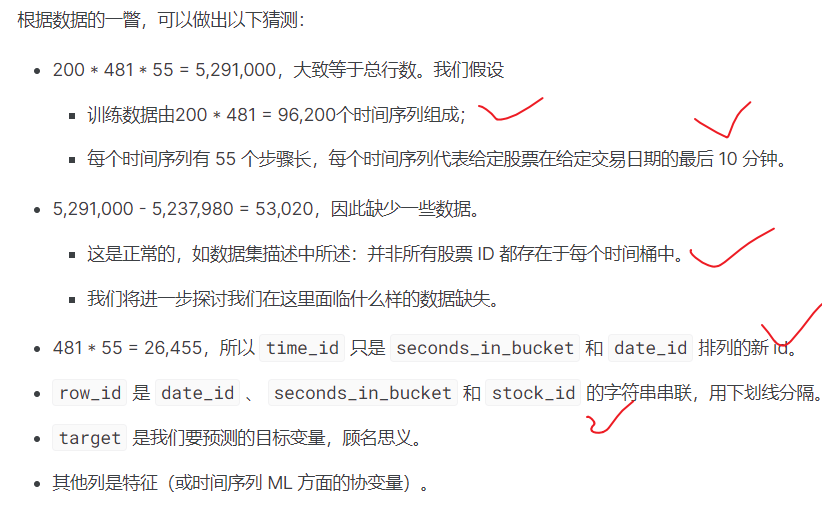 根据数据的一瞥，可以做出以下猜测：
200 * 481 * 55 = 5,291,000，大致等于总行数。我们假设
训练数据由200 * 481 = 96,200个时间序列组成；
每个时间序列有 55 个步骤长，每个时间序列代表给定股票在给定交易日期的最后 10 分钟。
5,291,000 - 5,237,980 = 53,020，因此缺少一些数据。
这是正常的，如数据集描述中所述：并非所有股票 ID 都存在于每个时间桶中。
我们将进一步探讨我们在这里面临什么样的数据缺失。
481 * 55 = 26,455，所以 time_id 只是 seconds_in_bucket 和 date_id 排列的新 id。
row_id 是 date_id 、 seconds_in_bucket 和 stock_id 的字符串串联，用下划线分隔。
target 是我们要预测的目标变量，顾名思义。
其他列是特征（或时间序列 ML 方面的协变量）。